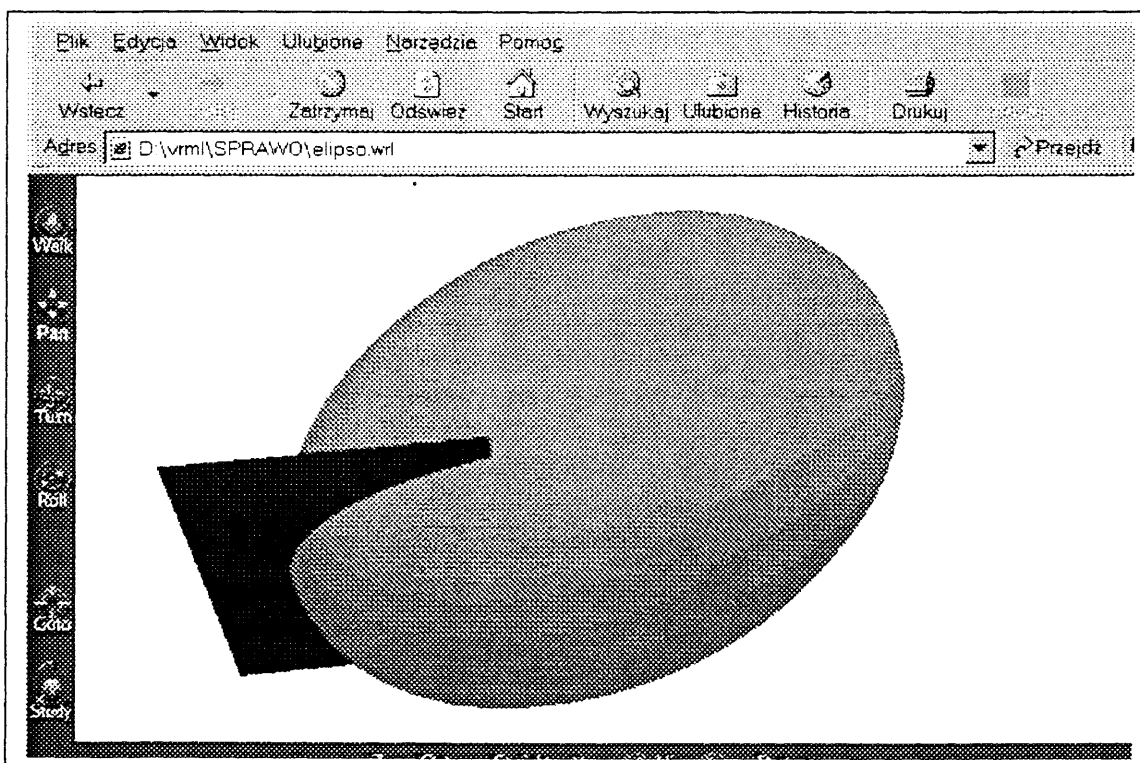 Plik Edycja Widok Ulubione Narzędzia Pomoc
Wstecz Zatrzymaj Odśwież Start Wyszukaj Ulubione Historia Drukuj
Adres D:\vrml\SPRAWO\elipso.wrl Przejdź
Walk
Pan
Turn
Roll
Goto
Study